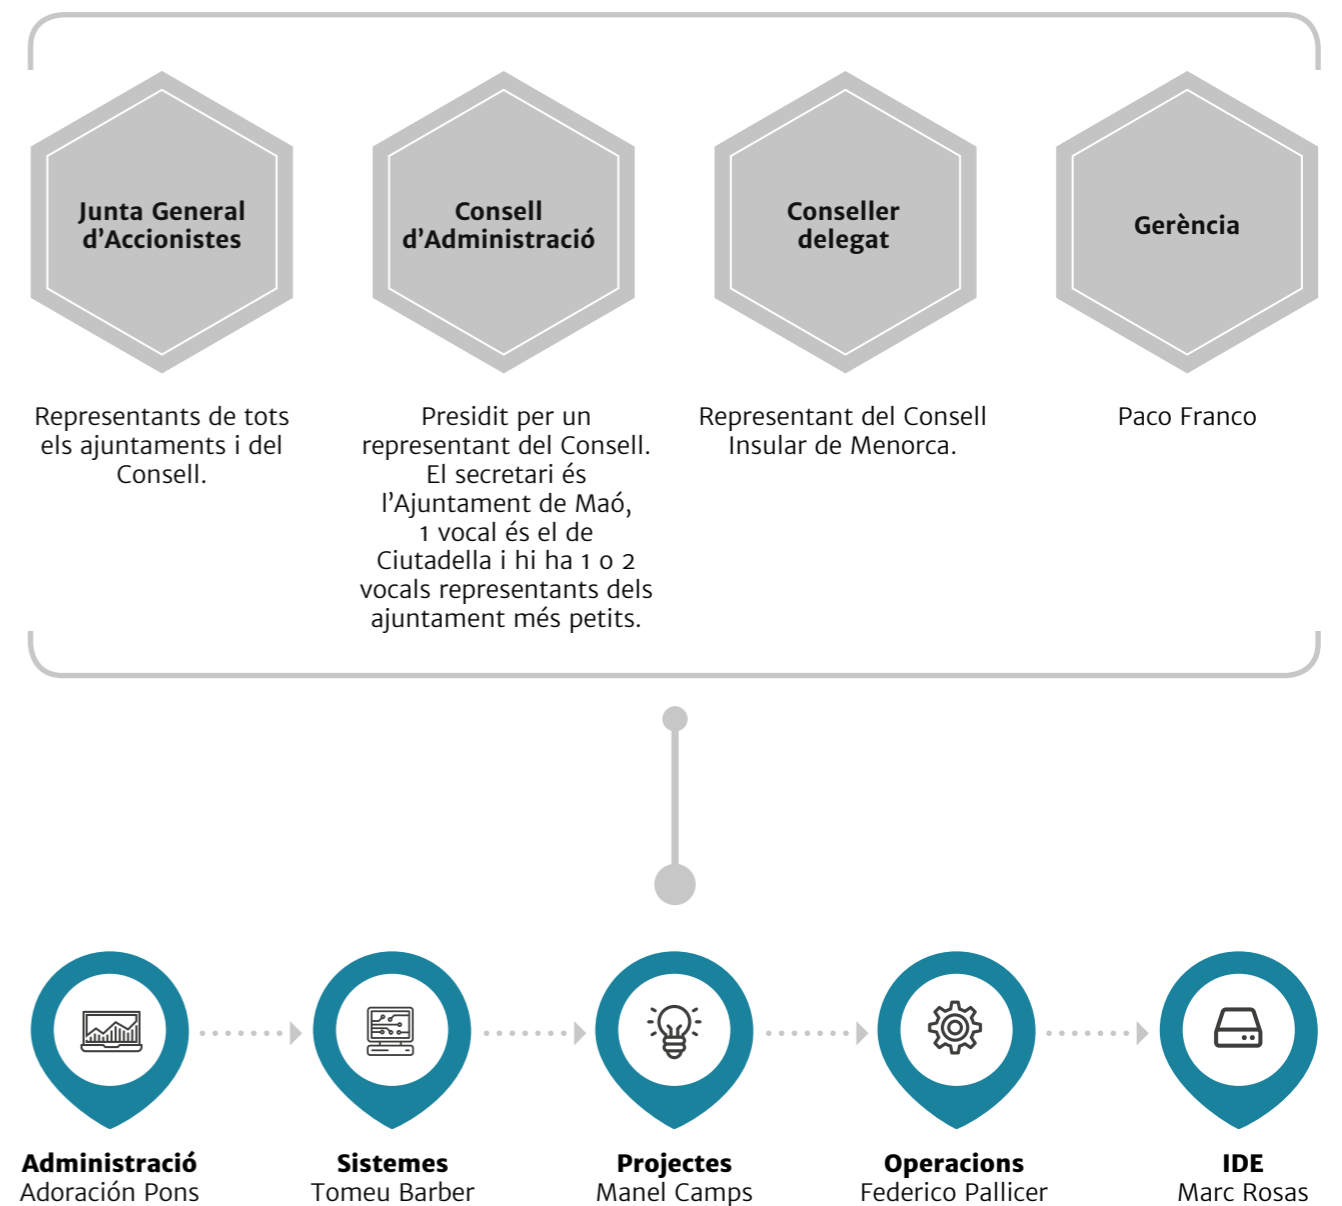 Junta General
d’Accionistes
Consell
d’Administració
Conseller
delegat
Gerència
Representants de tots
els ajuntaments i del
Consell.
Presidit per un
representant del Consell.
El secretari és
l’Ajuntament de Maó,
1 vocal és el de
Ciutadella i hi ha 1 o 2
vocals representants dels
ajuntament més petits.
Representant del Consell
Insular de Menorca.
Paco Franco
Administració
Adoración Pons
Sistemes
Tomeu Barber
Projectes
Manel Camps
Operacions
Federico Pallicer
IDE
Marc Rosas